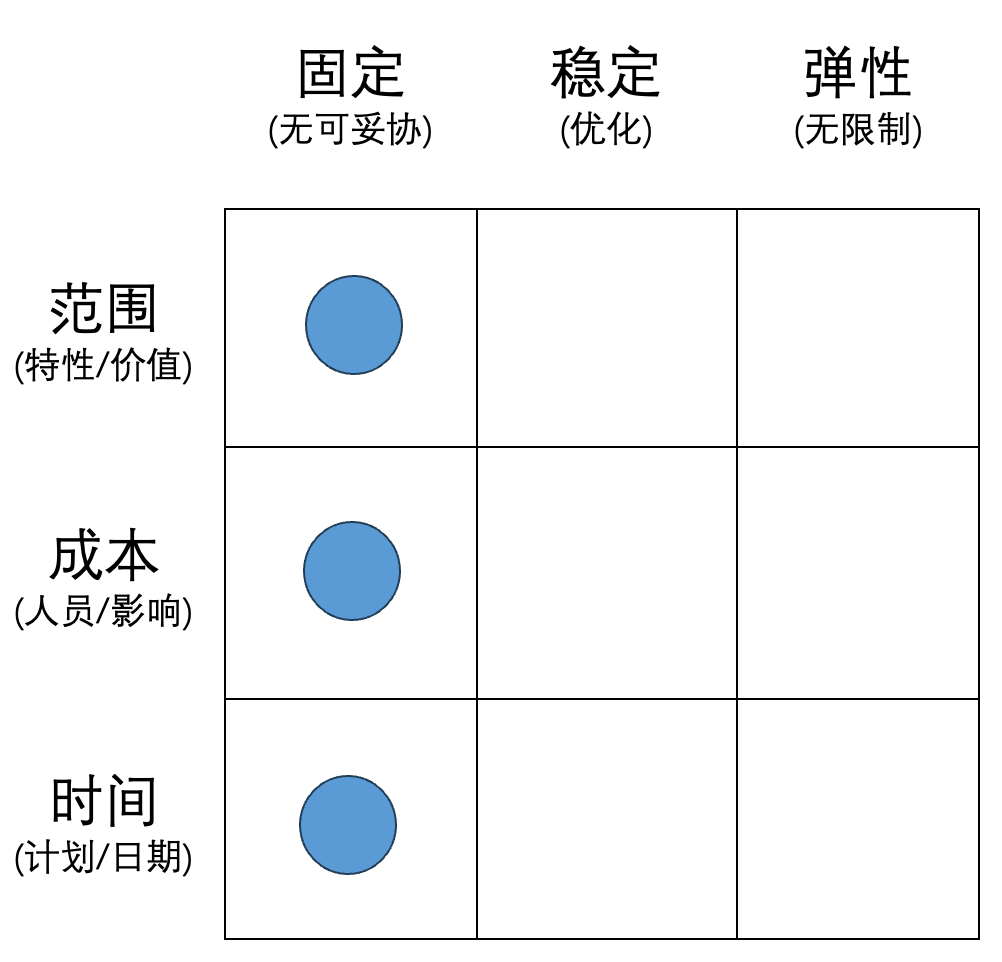 固定
(无可妥协)
稳定
(优化)
弹性
(无限制)
范围
(特性/价值)
成本
(人员/影响)
时间
(计划/日期)